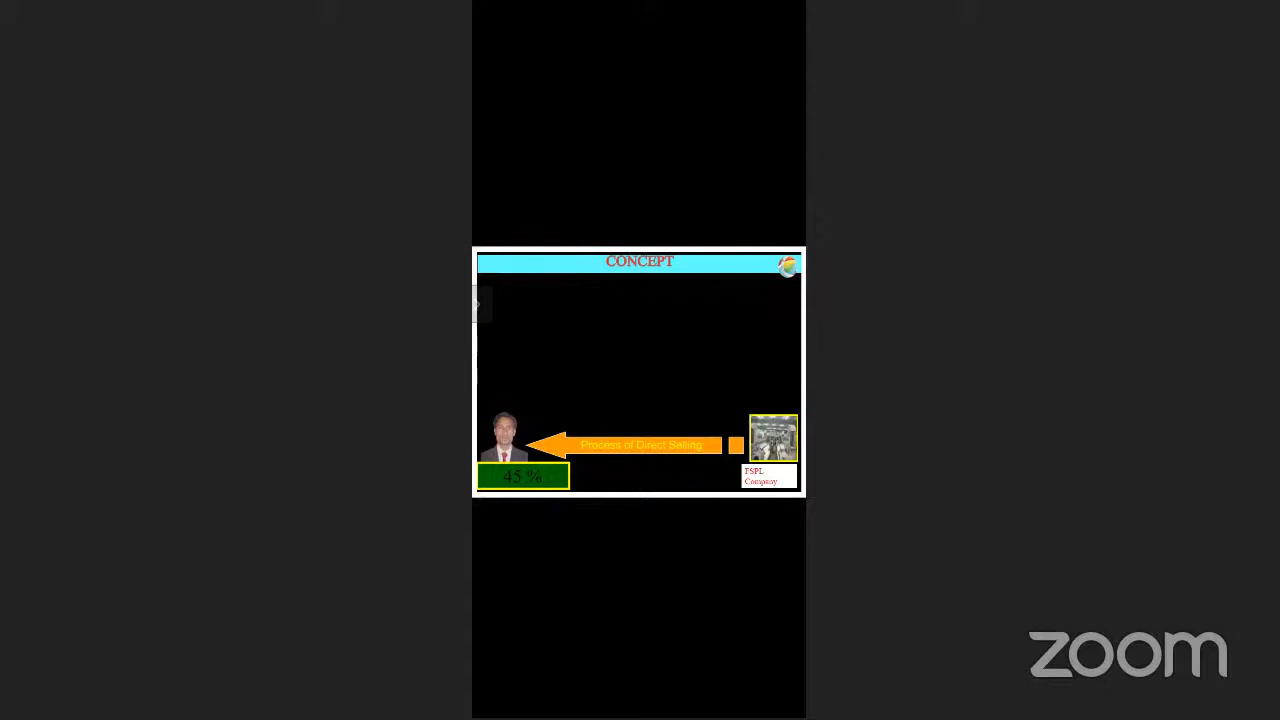 CONCEPT
Process of Direct Selling
45 %
FSPL
Company
zoom